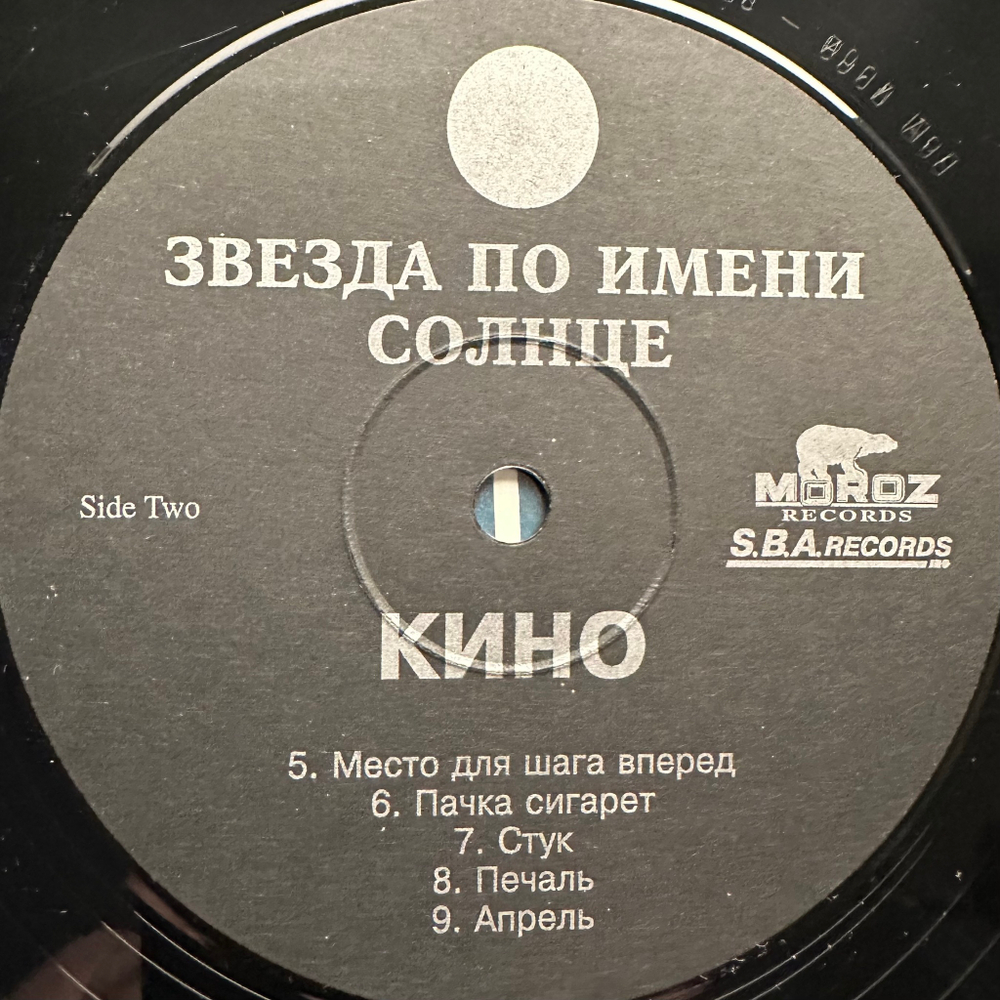 ЗВЕЗДА ПО ИМЕНИ
СОЛНЦЕ
Side Two
MOROZ
RECORDS
S.B.A. RECORDS
КИНО
5. Место для шага вперед
6. Пачка сигарет
7. Стук
8. Печаль
9. Апрель